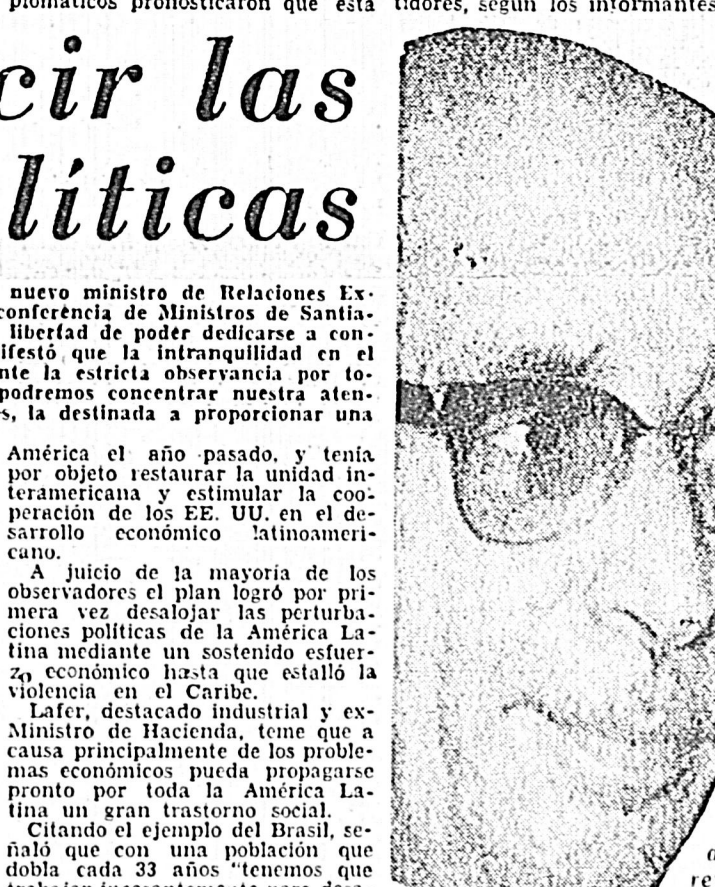 plomáticos pronosticaron que esta
tidores, según los informantes
cir las
líticas
nuevo ministro de Relaciones Ex-
conferencia de Ministros de Santia-
libertad de poder dedicarse a con-
ifestó que la intranquilidad en el
nte la estricta observancia por to-
podremos concentrar nuestra aten-
s, la destinada a proporcionar una
América el año pasado, y tenía
por objeto restaurar la unidad in-
teramericana y estimular la coo-
peración de los EE. UU. en el de-
sarrollo económico latinoameri-
cano.
A juicio de la mayoría de los
observadores el plan logró por pri-
mera vez desalojar las perturba-
ciones políticas de la América La-
tina mediante un sostenido esfuer-
zo económico hasta que estalló la
violencia en el Caribe.
Lafer, destacado industrial y ex-
Ministro de Hacienda, teme que a
causa principalmente de los proble-
mas económicos pueda propagarse
pronto por toda la América La-
tina un gran trastorno social.
Citando el ejemplo del Brasil, se-
ñaló que con una población que
dobla cada 33 años "tenemos que
re